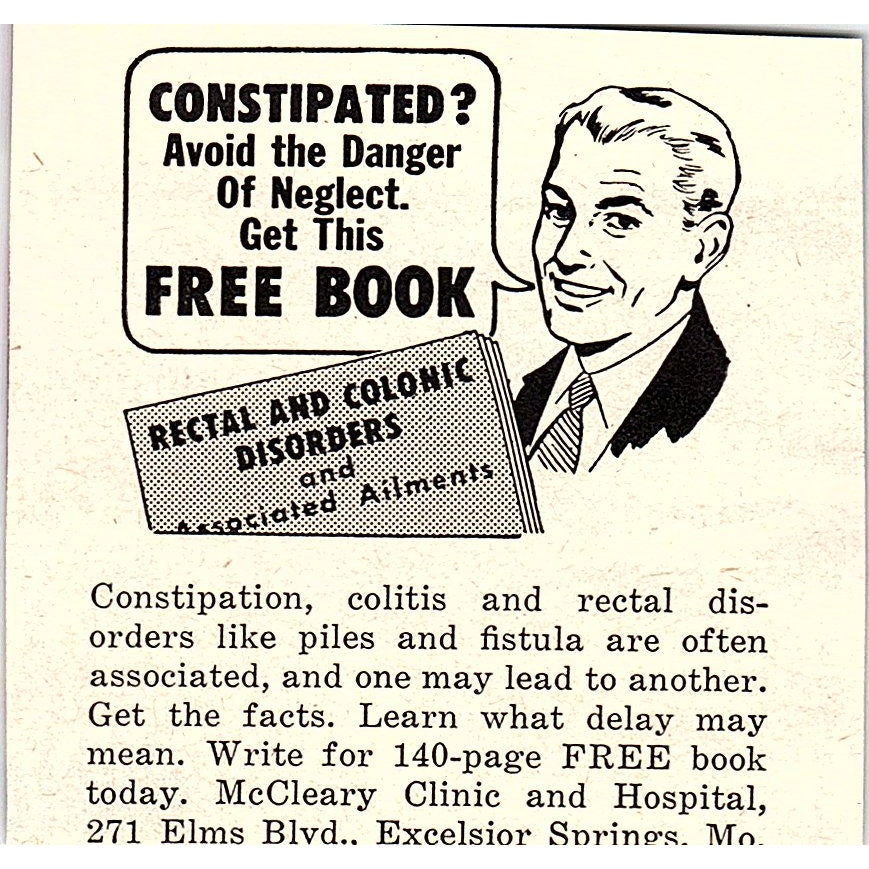 CONSTIPATED?
Avoid the Danger
Of Neglect.
Get This
FREE BOOK
RECTAL AND COLONIC
DISORDERS
and
Associated Ailments
Constipation, colitis and rectal dis-
orders like piles and fistula are often
associated, and one may lead to another.
Get the facts. Learn what delay may
mean. Write for 140-page FREE book
today. McCleary Clinic and Hospital,
271 Elms Blvd., Excelsior Springs, Mo.